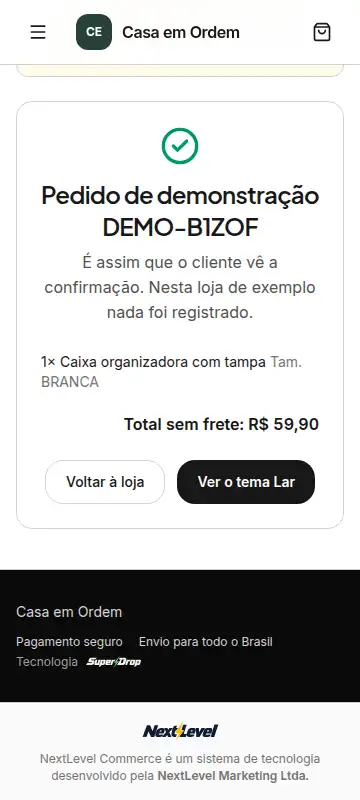 CE Casa em Ordem
Pedido de demonstração
DEMO-B1ZOF
É assim que o cliente vê a
confirmação. Nesta loja de exemplo
nada foi registrado.
1× Caixa organizadora com tampa Tam.
BRANCA
Total sem frete: R$ 59,90
Voltar à loja Ver o tema Lar
Casa em Ordem
Pagamento seguro Envio para todo o Brasil
Tecnologia Super/Drop
NextLevel
NextLevel Commerce é um sistema de tecnologia
desenvolvido pela NextLevel Marketing Ltda.